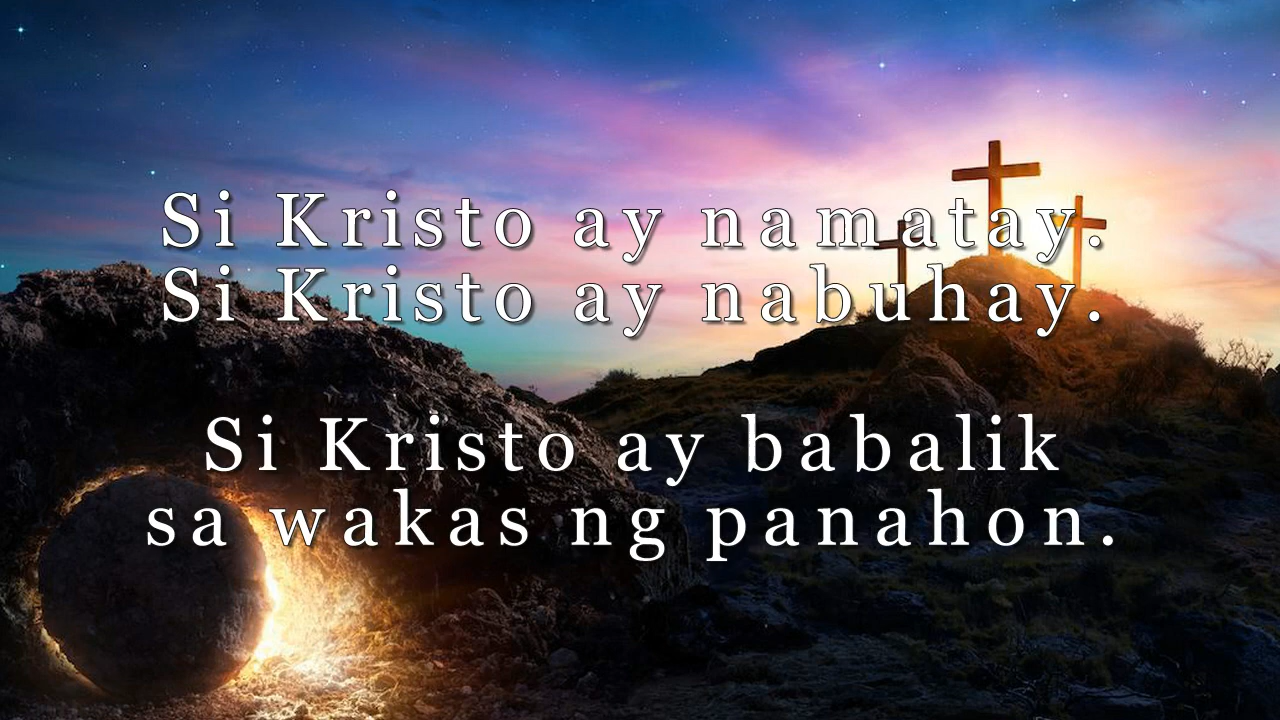 Si Kristo ay namatay.
Si Kristo ay nabuhay.
Si Kristo ay babalik
sa wakas ng panahon.